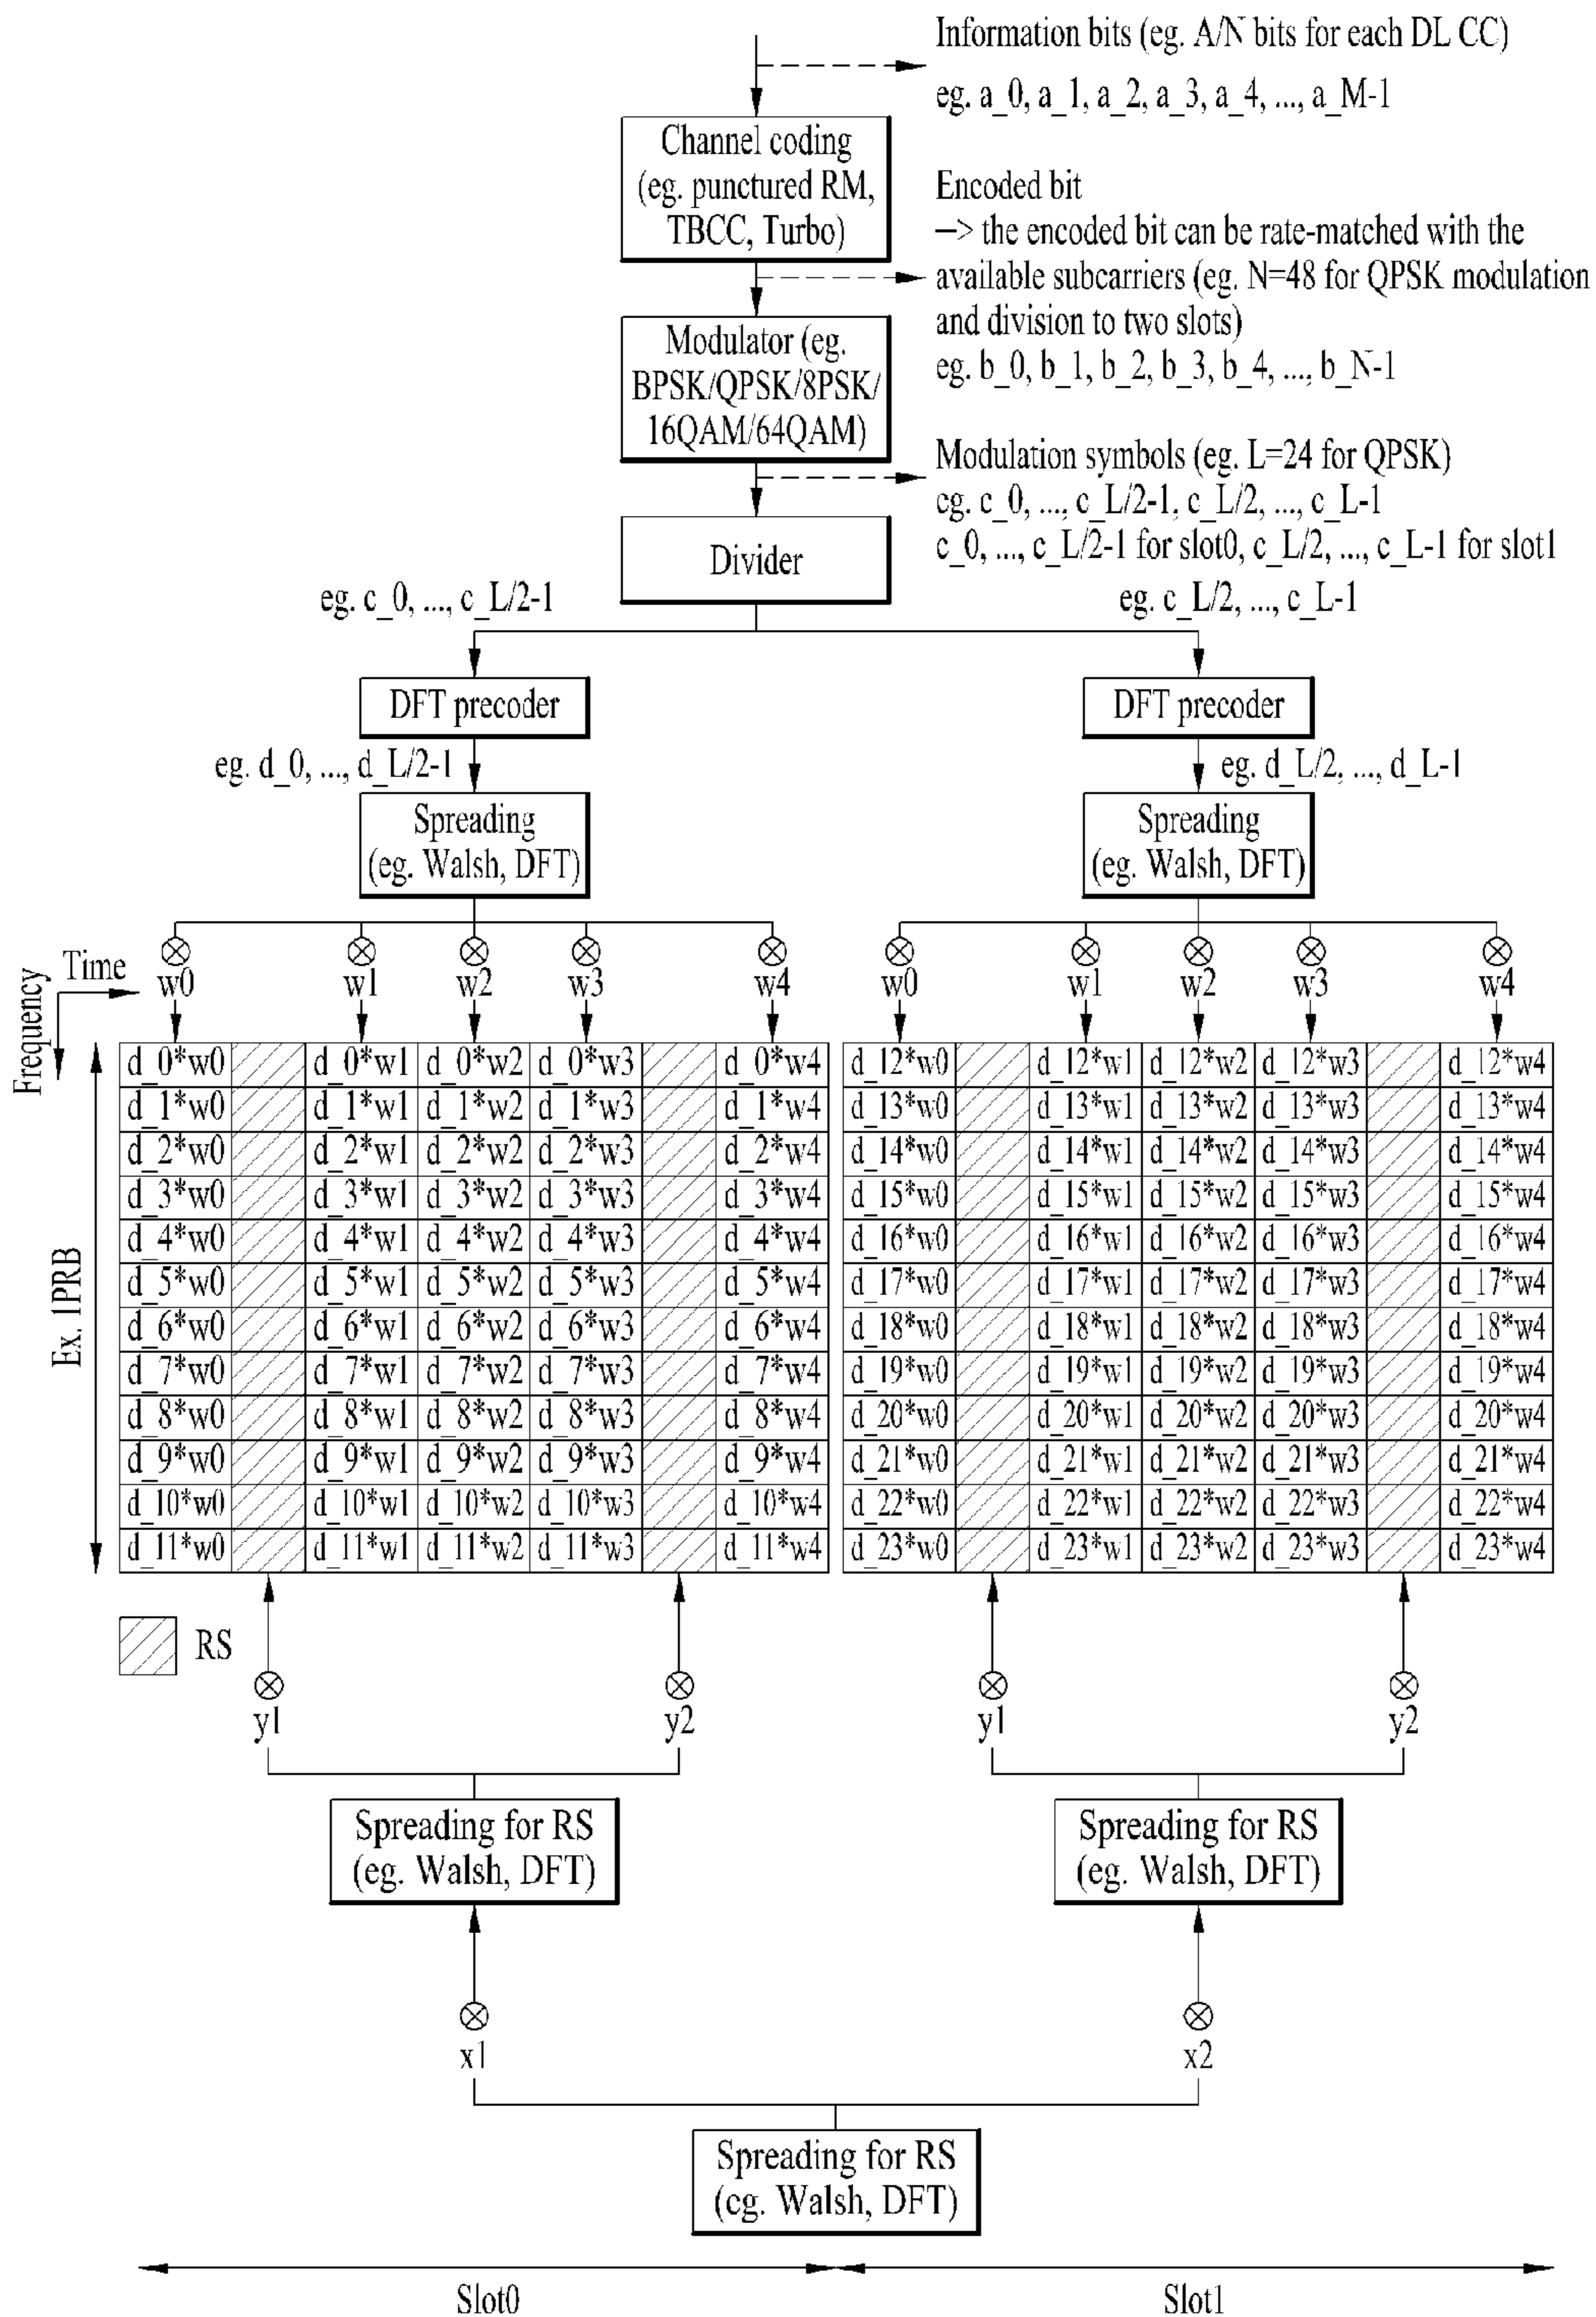 Information bits (eg. A/N bits for each DL CC)
eg. a_0, a_1, a_2, a_3, a_4, ..., a_M-1
Channel coding
(eg. punctured RM,
TBCC, Turbo)
Encoded bit
–> the encoded bit can be rate-matched with the
available subcarriers (eg. N=48 for QPSK modulation
and division to two slots)
eg. b_0, b_1, b_2, b_3, b_4, ..., b_N-1
Modulator (eg.
BPSK/QPSK/8PSK/
16QAM/64QAM)
Modulation symbols (eg. L=24 for QPSK)
eg. c_0, ..., c_L/2-1, c_L/2, ..., c_L-1
c_0, ..., c_L/2-1 for slot0, c_L/2, ..., c_L-1 for slot1
Divider
eg. c_0, ..., c_L/2-1
eg. c_L/2, ..., c_L-1
DFT precoder
DFT precoder
eg. d_0, ..., d_L/2-1
eg. d_L/2, ..., d_L-1
Spreading
(eg. Walsh, DFT)
Spreading
(eg. Walsh, DFT)
Time
Frequency
w0 w1 w2 w3 w4 w0 w1 w2 w3 w4
d_0*w0 d_0*w1 d_0*w2 d_0*w3 d_0*w4 d_12*w0 d_12*w1 d_12*w2 d_12*w3 d_12*w4
d_1*w0 d_1*w1 d_1*w2 d_1*w3 d_1*w4 d_13*w0 d_13*w1 d_13*w2 d_13*w3 d_13*w4
d_2*w0 d_2*w1 d_2*w2 d_2*w3 d_2*w4 d_14*w0 d_14*w1 d_14*w2 d_14*w3 d_14*w4
d_3*w0 d_3*w1 d_3*w2 d_3*w3 d_3*w4 d_15*w0 d_15*w1 d_15*w2 d_15*w3 d_15*w4
d_4*w0 d_4*w1 d_4*w2 d_4*w3 d_4*w4 d_16*w0 d_16*w1 d_16*w2 d_16*w3 d_16*w4
d_5*w0 d_5*w1 d_5*w2 d_5*w3 d_5*w4 d_17*w0 d_17*w1 d_17*w2 d_17*w3 d_17*w4
d_6*w0 d_6*w1 d_6*w2 d_6*w3 d_6*w4 d_18*w0 d_18*w1 d_18*w2 d_18*w3 d_18*w4
d_7*w0 d_7*w1 d_7*w2 d_7*w3 d_7*w4 d_19*w0 d_19*w1 d_19*w2 d_19*w3 d_19*w4
d_8*w0 d_8*w1 d_8*w2 d_8*w3 d_8*w4 d_20*w0 d_20*w1 d_20*w2 d_20*w3 d_20*w4
d_9*w0 d_9*w1 d_9*w2 d_9*w3 d_9*w4 d_21*w0 d_21*w1 d_21*w2 d_21*w3 d_21*w4
d_10*w0 d_10*w1 d_10*w2 d_10*w3 d_10*w4 d_22*w0 d_22*w1 d_22*w2 d_22*w3 d_22*w4
d_11*w0 d_11*w1 d_11*w2 d_11*w3 d_11*w4 d_23*w0 d_23*w1 d_23*w2 d_23*w3 d_23*w4
Ex. 1PRB
RS
y1 y2 y1 y2
Spreading for RS
(eg. Walsh, DFT)
Spreading for RS
(eg. Walsh, DFT)
x1 x2
Spreading for RS
(eg. Walsh, DFT)
Slot0 Slot1